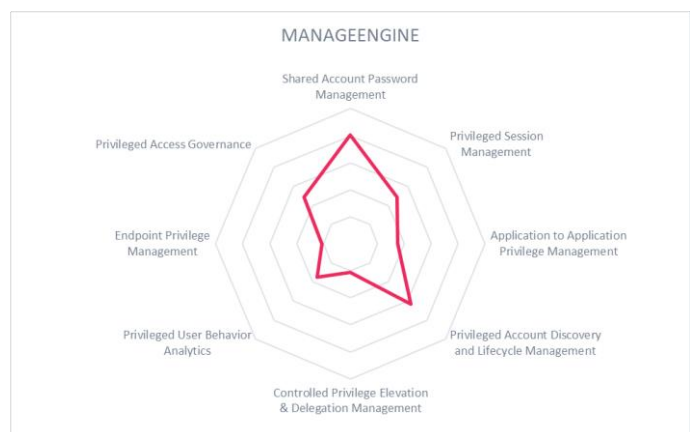 MANAGEENGINE
Shared Account Password
Management
Privileged Session
Management
Application to Application
Privilege Management
Privileged Account Discovery
and Lifecycle Management
Controlled Privilege Elevation
& Delegation Management
Privileged User Behavior
Analytics
Endpoint Privilege
Management
Privileged Access Governance